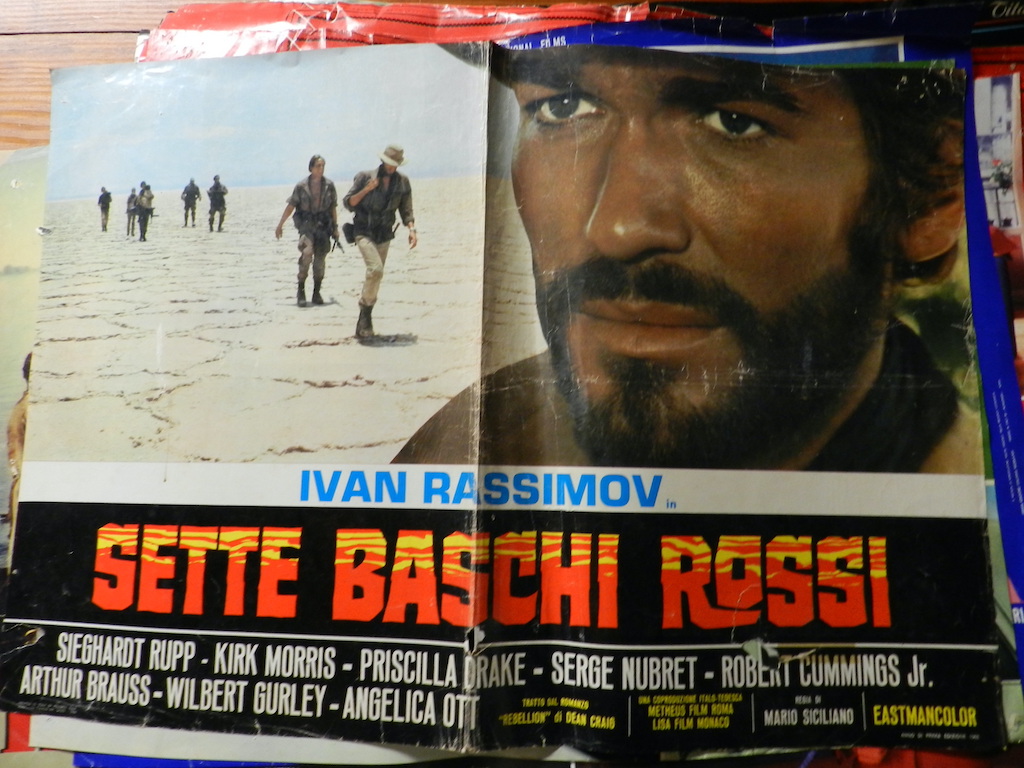 IVAN RASSIMOV in
SETTE BASCHI ROSSI
SIEGHARDT RUPP - KIRK MORRIS - PRISCILLA DRAKE - SERGE NUBRET - ROBERT CUMMINGS Jr.
ARTHUR BRAUSS - WILBERT GURLEY - ANGELICA OTT
TRATTO DAL ROMANZO
"REBELLION" di DEAN CRAIG
UNA COPRODUZIONE ITALO-TEDESCA
METHEUS FILM ROMA
LISA FILM MONACO
REGIA DI
MARIO SICILIANO
EASTMANCOLOR